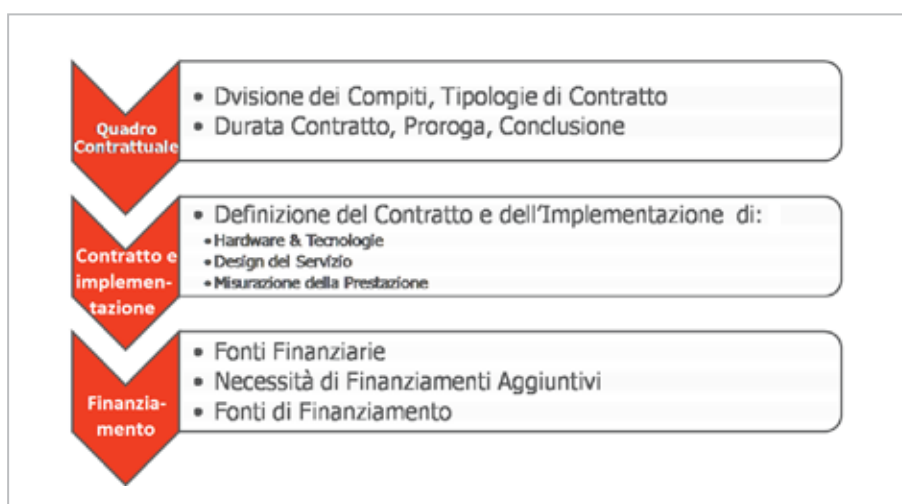 Quadro
Contrattuale
• Dvisione dei Compiti, Tipologie di Contratto
• Durata Contratto, Proroga, Conclusione
Contratto e
implemen-
tazione
• Definizione del Contratto e dell'Implementazione di:
• Hardware & Tecnologie
• Design del Servizio
• Misurazione della Prestazione
Finanzia-
mento
• Fonti Finanziarie
• Necessità di Finanziamenti Aggiuntivi
• Fonti di Finanziamento